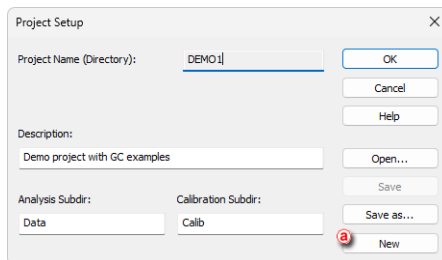 Project Setup
Project Name (Directory): DEMO1 OK
Cancel
Help
Description:
Demo project with GC examples Open...
Save
Analysis Subdir: Calibration Subdir:
Data Calib Save as...
a New